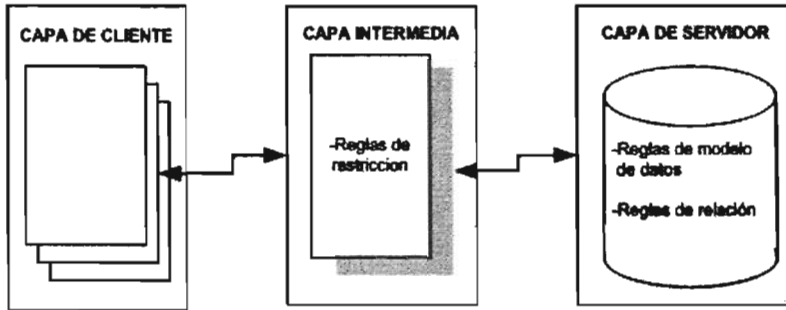 CAPA DE CLIENTE
CAPA INTERMEDIA
-Reglas de
restriccion
CAPA DE SERVIDOR
-Reglas de modelo
de datos
-Reglas de relación